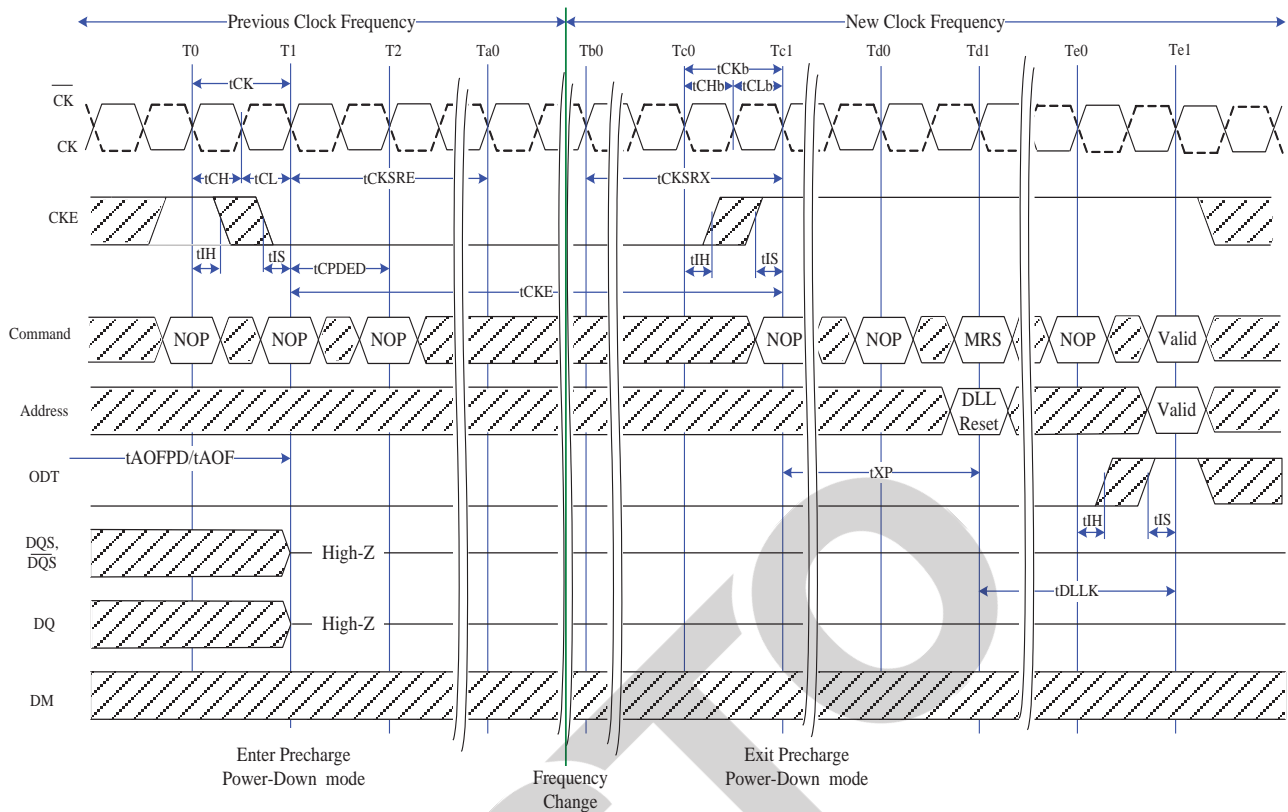 Previous Clock Frequency New Clock Frequency
T0 T1 T2 Ta0 Tb0 Tc0 Tc1 Td0 Td1 Te0 Te1
tCK tCKb
tCHb tCLb
CK
CK
tCH tCL tCKSRE tCKSRX
CKE
tIH tIS tCPDED tIH tIS
tCKE
Command NOP NOP NOP NOP NOP MRS NOP Valid
Address DLL Reset Valid
tAOFPD/tAOF
ODT tXP
tIH tIS
DQS, DQS High-Z
tDLLK
DQ High-Z
DM
Enter Precharge Power-Down mode
Frequency Change
Exit Precharge Power-Down mode